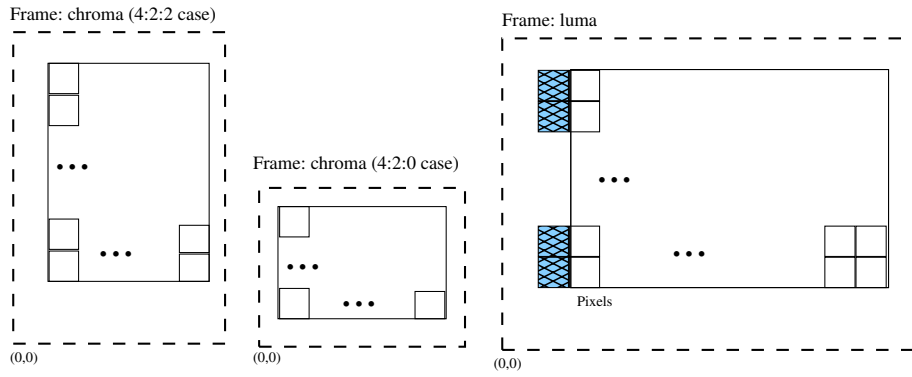 Frame: chroma (4:2:2 case)
Frame: luma
Frame: chroma (4:2:0 case)
Pixels
(0,0)
(0,0)
(0,0)